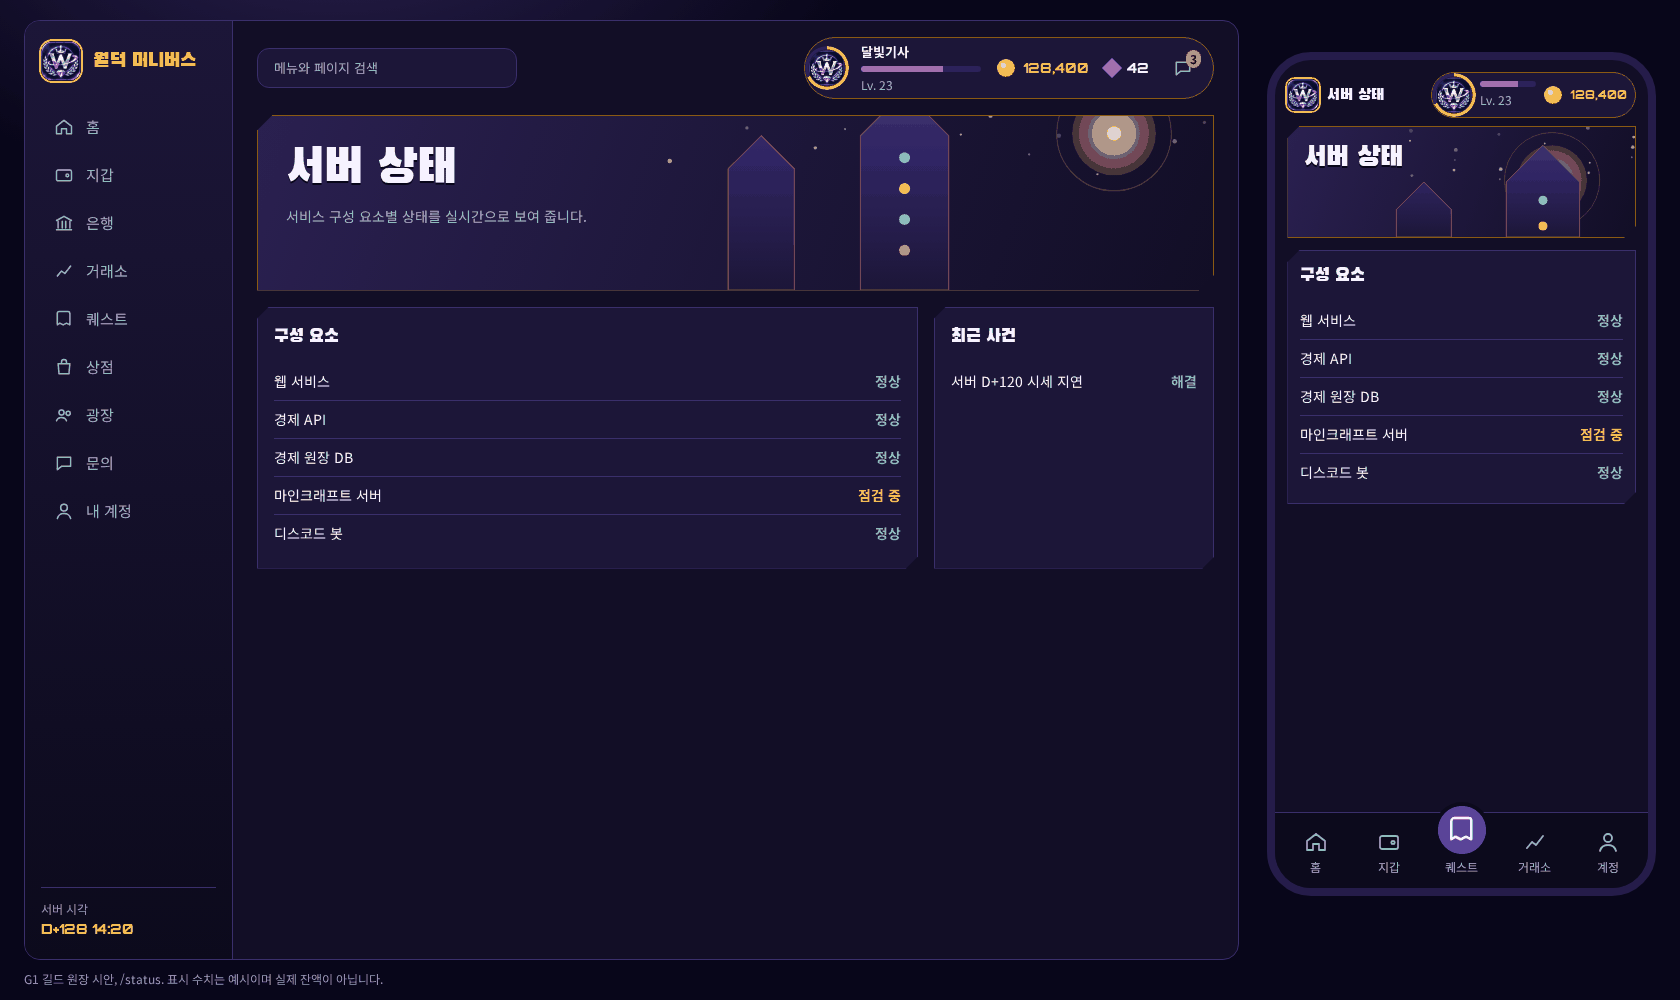 원덕 머니버스
홈
지갑
은행
거래소
퀘스트
상점
광장
문의
내 계정
서버 시각
D+128 14:20
메뉴와 페이지 검색
달빛기사
Lv. 23
128,400
42
3
서버 상태
서비스 구성 요소별 상태를 실시간으로 보여 줍니다.
구성 요소
웹 서비스 정상
경제 API 정상
경제 원장 DB 정상
마인크래프트 서버 점검 중
디스코드 봇 정상
최근 사건
서버 D+120 시세 지연 해결
W
서버 상태
Lv. 23
128,400
서버 상태
구성 요소
웹 서비스 정상
경제 API 정상
경제 원장 DB 정상
마인크래프트 서버 점검 중
디스코드 봇 정상
홈
지갑
퀘스트
거래소
계정
G1 길드 원장 시안, /status. 표시 수치는 예시이며 실제 잔액이 아닙니다.